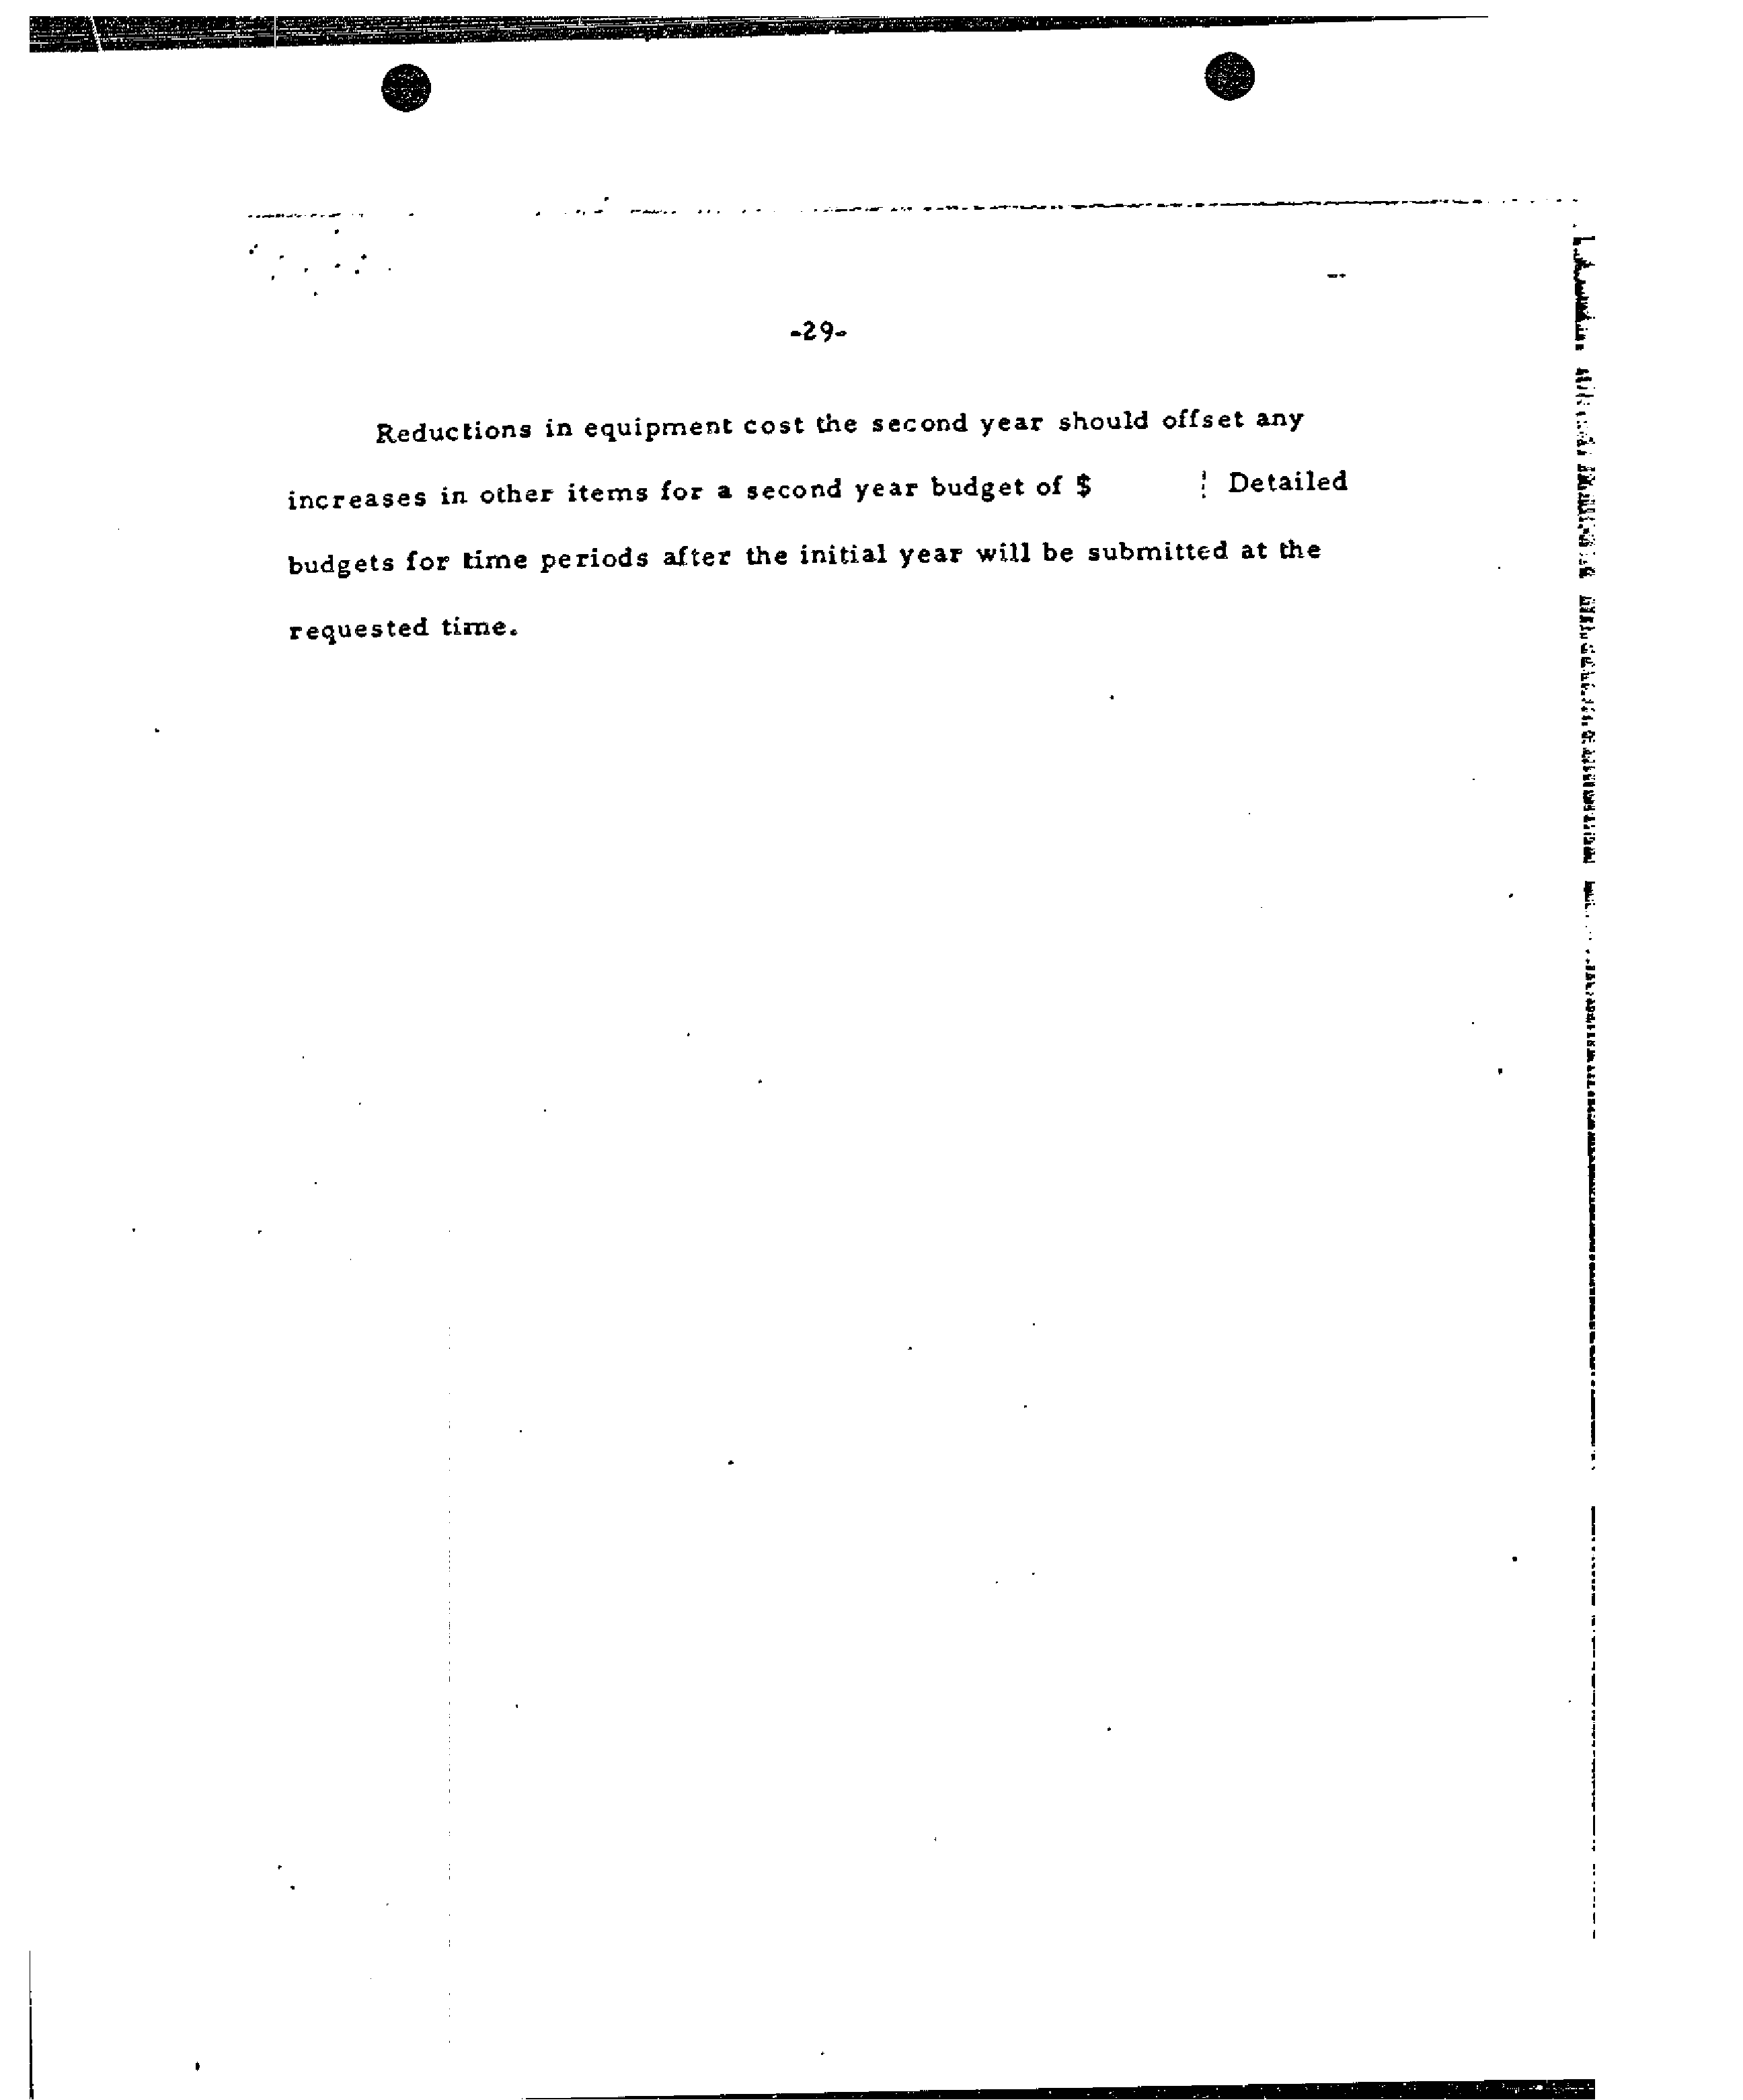 -29-
Reductions in equipment cost the second year should offset any
increases in other items for a second year budget of $ Detailed
budgets for time periods after the initial year will be submitted at the
requested time.